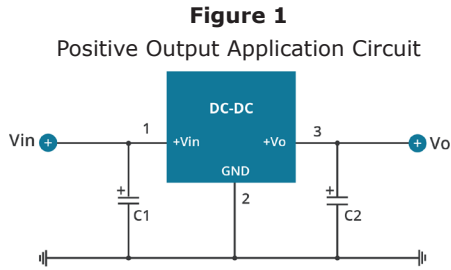 Figure 1
Positive Output Application Circuit
DC-DC
Vin + 1 +Vin +Vo 3 + Vo
GND
2
+ C1
+ C2